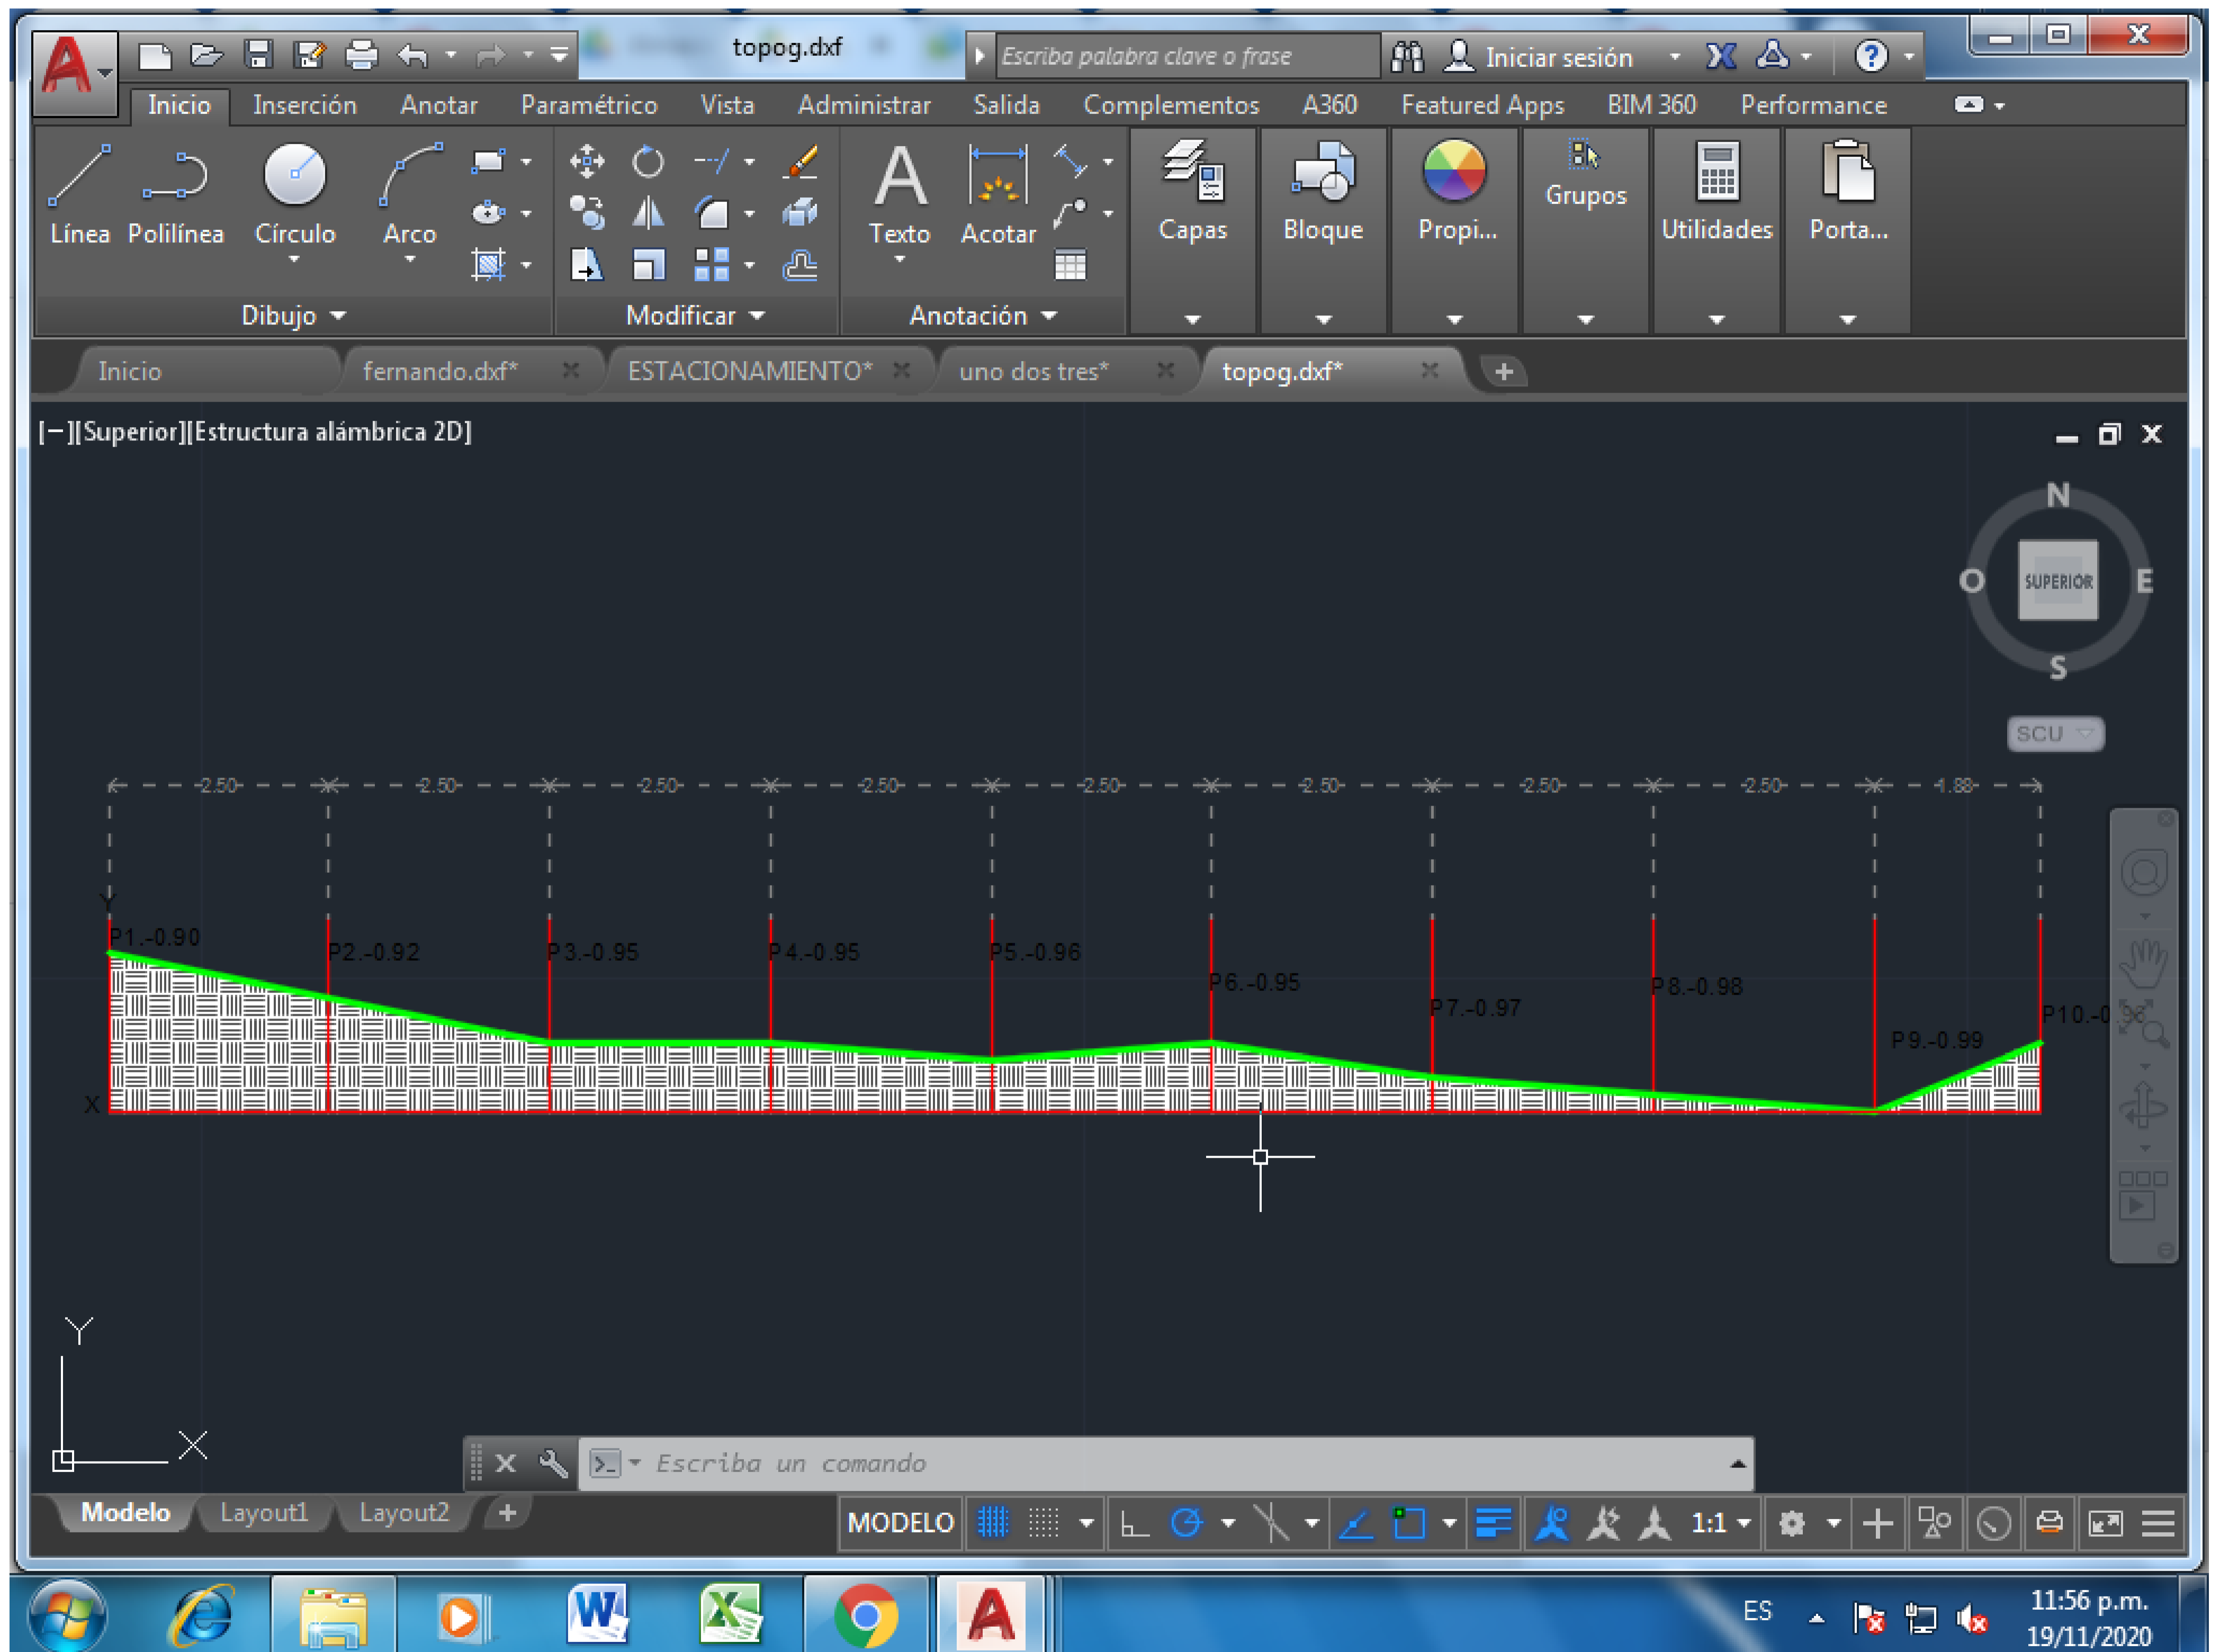 topog.dxf
Escriba palabra clave o frase
Iniciar sesión
Inicio Inserción Anotar Paramétrico Vista Administrar Salida Complementos A360 Featured Apps BIM 360 Performance
Línea Polilínea Círculo Arco Texto Acotar Capas Bloque Propi... Grupos Utilidades Porta...
Dibujo Modificar Anotación
Inicio fernando.dxf* ESTACIONAMIENTO* uno dos tres* topog.dxf*
[−][Superior][Estructura alámbrica 2D]
N
O SUPERIOR E
S
SCU
2.50 2.50 2.50 2.50 2.50 2.50 2.50 2.50 1.88
Y
P1.-0.90 P2.-0.92 P3.-0.95 P4.-0.95 P5.-0.96 P6.-0.95 P7.-0.97 P8.-0.98 P9.-0.99
X
Y
X
Escriba un comando
Modelo Layout1 Layout2
MODELO 1:1
ES
11:56 p.m.
19/11/2020